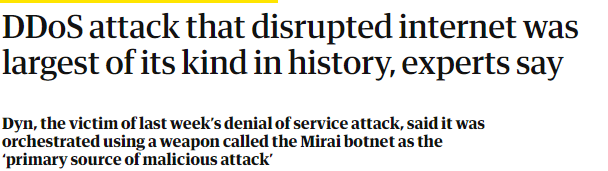 DDoS attack that disrupted internet was
largest of its kind in history, experts say
Dyn, the victim of last week’s denial of service attack, said it was
orchestrated using a weapon called the Mirai botnet as the
‘primary source of malicious attack’